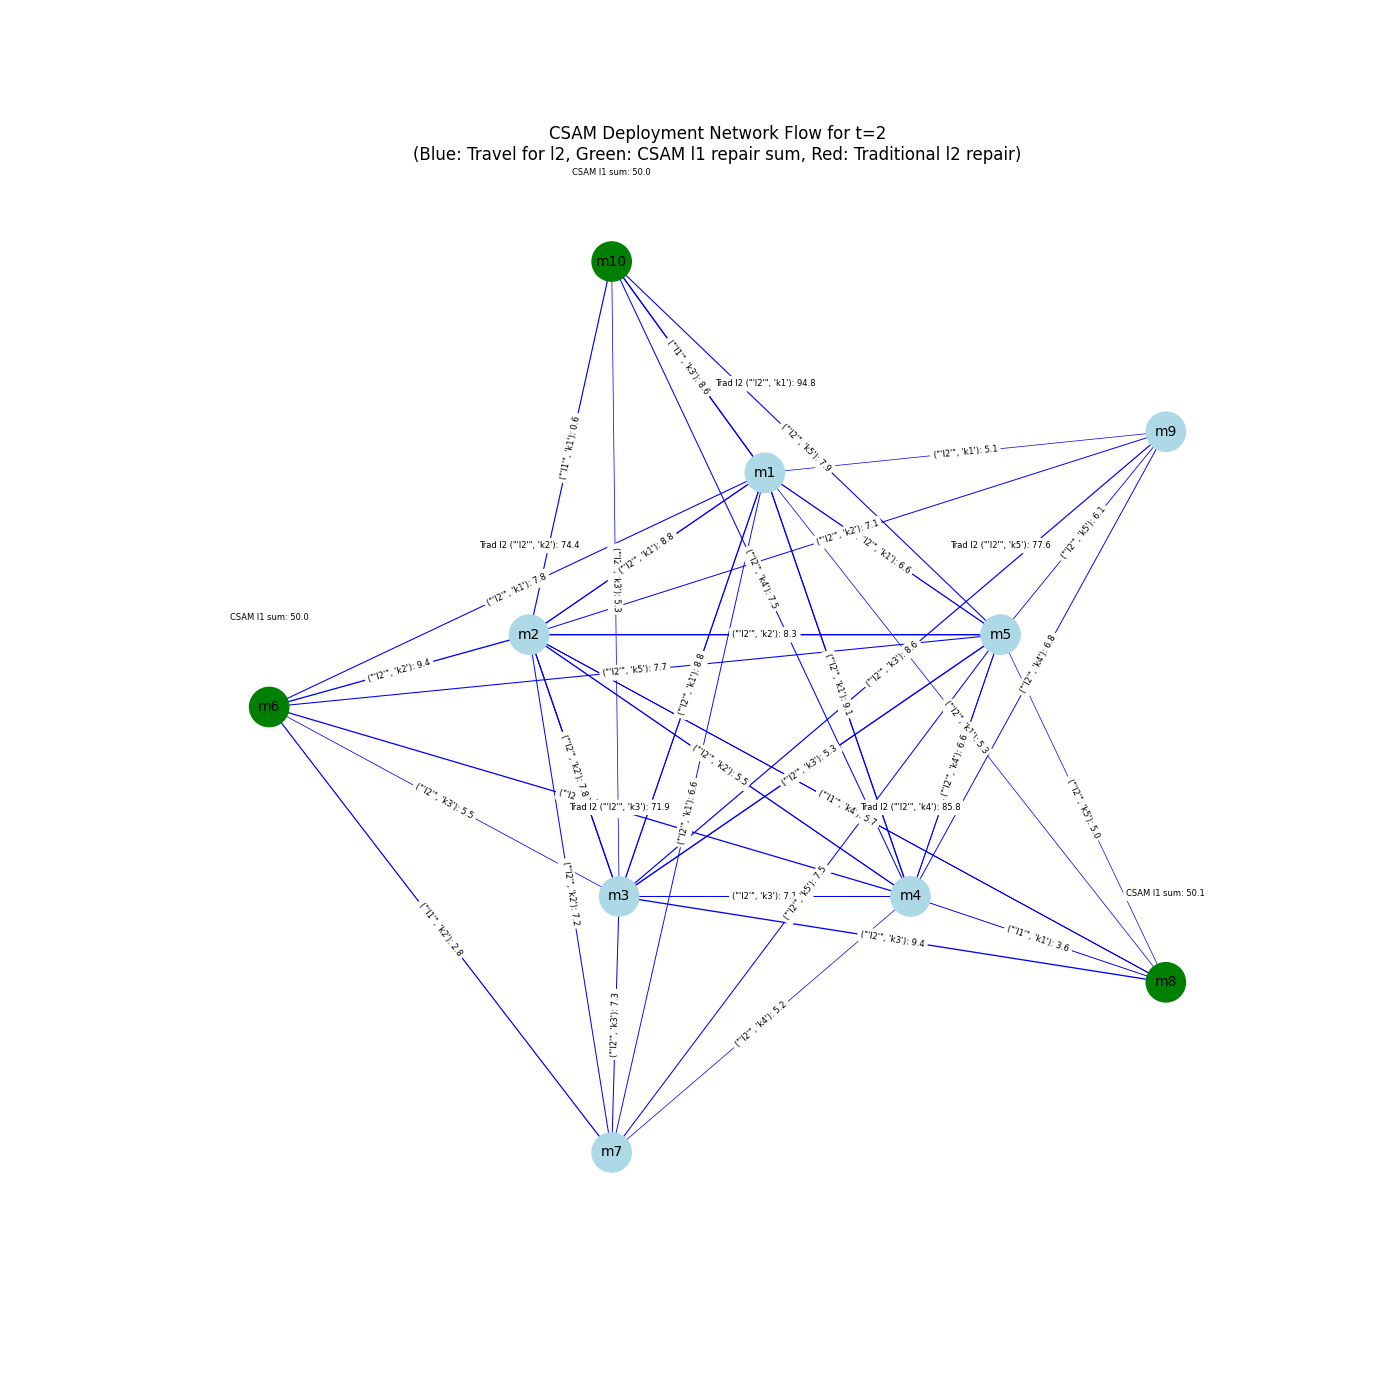 CSAM Deployment Network Flow for t=2
(Blue: Travel for l2, Green: CSAM l1 repair sum, Red: Traditional l2 repair)
CSAM l1 sum: 50.0
m10
("'l1'", 'k3'): 8.6
Trad l2 ("'l2'", 'k1'): 94.8
m9
("'l1'", 'k1'): 0.6
("'l2'", 'k5'): 7.9
("'l2'", 'k1'): 5.1
m1
("'l2'", 'k2'): 7.1
("'l2'", 'k5'): 6.1
Trad l2 ("'l2'", 'k2'): 74.4
("'l2'", 'k1'): 8.8
'l2'", 'k1'): 6.6
Trad l2 ("'l2'", 'k5'): 77.6
("'l2 'k3'): 5.3
("'l2'", 'k4'): 7.5
("'l2'", 'k1'): 7.8
CSAM l1 sum: 50.0
m2
("'l2'", 'k2'): 8.3
m5
("'l2'", 'k2'): 9.4
("'l2'", 'k5'): 7.7
("'l2'", 'k1'): 8.8
("'l2'", 'k1'): 9.1
("'l2'", 'k3'): 8.6
("'l2'", 'k4'): 6.8
m6
("'l2'", 'k1'): 5.3
("'l2'", 'k2'): 7.8
("'l2'", 'k2'): 5.5
("'l2'", 'k3'): 5.3
("'l2'", 'k4'): 6.6
("'l2'", 'k3'): 5.5
("'l2
Trad l2 ("'l2'", 'k3'): 71.9
("'l2'", 'k1'): 6.6
("'l1'", 'k4'): 5.7
Trad l2 ("'l2'", 'k4'): 85.8
("'l2'", 'k5'): 5.0
m3
("'l2'", 'k3'): 7.1
("'l2'", 'k5'): 7.5
m4
CSAM l1 sum: 50.1
("'l2'", 'k2'): 7.2
("'l1'", 'k2'): 2.8
("'l2'", 'k3'): 9.4
("'l1'", 'k1'): 3.6
m8
("'l2'", 'k3'): 7.3
("'l2'", 'k4'): 5.2
m7